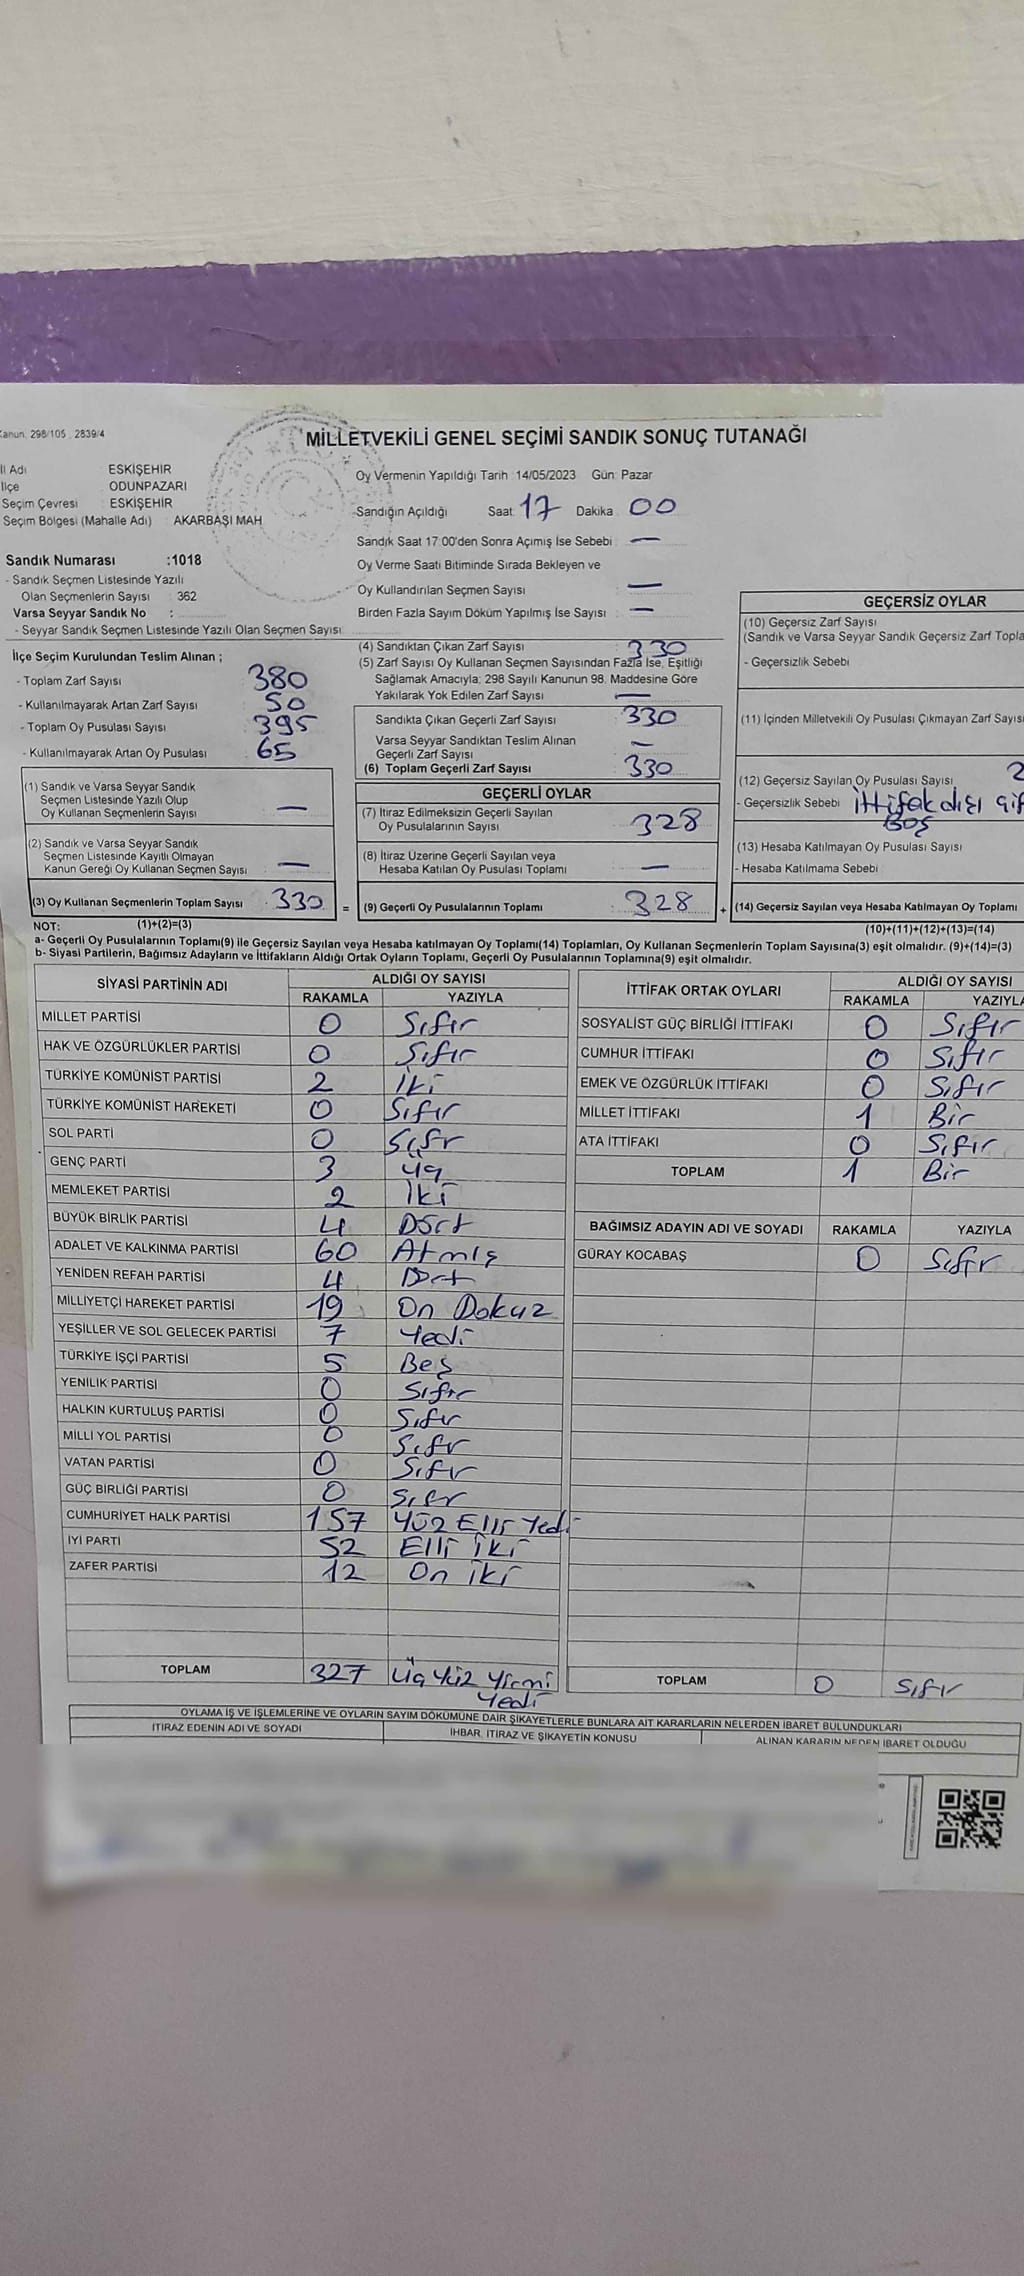 Kanun: 298/105 , 2839/4
MİLLETVEKİLİ GENEL SEÇİMİ SANDIK SONUÇ TUTANAĞI
İl Adı : ESKİŞEHİR
İlçe : ODUNPAZARI
Seçim Çevresi : ESKİŞEHİR
Seçim Bölgesi (Mahalle Adı) : AKARBAŞI MAH
Sandık Numarası :1018
- Sandık Seçmen Listesinde Yazılı
Olan Seçmenlerin Sayısı : 362
Varsa Seyyar Sandık No :
- Seyyar Sandık Seçmen Listesinde Yazılı Olan Seçmen Sayısı:
Oy Vermenin Yapıldığı Tarih :14/05/2023 Gün: Pazar
Sandığın Açıldığı Saat: 17 Dakika: 00
Sandık Saat 17:00'den Sonra Açımış İse Sebebi : —
Oy Verme Saati Bitiminde Sırada Bekleyen ve
Oy Kullandırılan Seçmen Sayısı : —
Birden Fazla Sayım Döküm Yapılmış İse Sayısı : —
İlçe Seçim Kurulundan Teslim Alınan ;
- Toplam Zarf Sayısı : 380
- Kullanılmayarak Artan Zarf Sayısı : 50
- Toplam Oy Pusulası Sayısı : 395
- Kullanılmayarak Artan Oy Pusulası : 65
(4) Sandıktan Çıkan Zarf Sayısı : 330
(5) Zarf Sayısı Oy Kullanan Seçmen Sayısından Fazla İse, Eşitliği
Sağlamak Amacıyla; 298 Sayılı Kanunun 98. Maddesine Göre
Yakılarak Yok Edilen Zarf Sayısı : —
Sandıkta Çıkan Geçerli Zarf Sayısı : 330
Varsa Seyyar Sandıktan Teslim Alınan
Geçerli Zarf Sayısı : —
(6) Toplam Geçerli Zarf Sayısı : 330
(1) Sandık ve Varsa Seyyar Sandık
Seçmen Listesinde Yazılı Olup
Oy Kullanan Seçmenlerin Sayısı : —
(2) Sandık ve Varsa Seyyar Sandık
Seçmen Listesinde Kayıtlı Olmayan
Kanun Gereği Oy Kullanan Seçmen Sayısı : —
(3) Oy Kullanan Seçmenlerin Toplam Sayısı : 330 =
(1)+(2)=(3)
GEÇERLİ OYLAR
(7) İtiraz Edilmeksizin Geçerli Sayılan
Oy Pusulalarının Sayısı : 328
(8) İtiraz Üzerine Geçerli Sayılan veya
Hesaba Katılan Oy Pusulası Toplamı : —
(9) Geçerli Oy Pusulalarının Toplamı : 328 +
GEÇERSİZ OYLAR
(10) Geçersiz Zarf Sayısı
(Sandık ve Varsa Seyyar Sandık Geçersiz Zarf Topla
- Geçersizlik Sebebi
(11) İçinden Milletvekili Oy Pusulası Çıkmayan Zarf Sayısı
(12) Geçersiz Sayılan Oy Pusulası Sayısı 2
- Geçersizlik Sebebi : İttifak dışı çif
Boş
(13) Hesaba Katılmayan Oy Pusulası Sayısı
- Hesaba Katılmama Sebebi
(14) Geçersiz Sayılan veya Hesaba Katılmayan Oy Toplamı
(10)+(11)+(12)+(13)=(14)
NOT:
a- Geçerli Oy Pusulalarının Toplamı(9) ile Geçersiz Sayılan veya Hesaba katılmayan Oy Toplamı(14) Toplamları, Oy Kullanan Seçmenlerin Toplam Sayısına(3) eşit olmalıdır. (9)+(14)=(3)
b- Siyasi Partilerin, Bağımsız Adayların ve İttifakların Aldığı Ortak Oyların Toplamı, Geçerli Oy Pusulalarının Toplamına(9) eşit olmalıdır.
SİYASİ PARTİNİN ADI ALDIĞI OY SAYISI
RAKAMLA YAZIYLA
MİLLET PARTİSİ 0 Sıfır
HAK VE ÖZGÜRLÜKLER PARTİSİ 0 Sıfır
TÜRKİYE KOMÜNİST PARTİSİ 2 İki
TÜRKİYE KOMÜNİST HAREKETİ 0 Sıfır
SOL PARTİ 0 Sıfır
GENÇ PARTİ 3 Üç
MEMLEKET PARTİSİ 2 İki
BÜYÜK BİRLİK PARTİSİ 4 Dört
ADALET VE KALKINMA PARTİSİ 60 Atmış
YENİDEN REFAH PARTİSİ 4 Dört
MİLLİYETÇİ HAREKET PARTİSİ 19 On Dokuz
YEŞİLLER VE SOL GELECEK PARTİSİ 7 Yedi
TÜRKİYE İŞÇİ PARTİSİ 5 Beş
YENİLİK PARTİSİ 0 Sıfır
HALKIN KURTULUŞ PARTİSİ 0 Sıfır
MİLLİ YOL PARTİSİ 0 Sıfır
VATAN PARTİSİ 0 Sıfır
GÜÇ BİRLİĞİ PARTİSİ 0 Sıfır
CUMHURİYET HALK PARTİSİ 157 Yüz Elli Yedi
İYİ PARTİ 52 Elli İki
ZAFER PARTİSİ 12 On iki
TOPLAM 327 Üç Yüz Yirmi
Yedi
İTTİFAK ORTAK OYLARI ALDIĞI OY SAYISI
RAKAMLA YAZIYLA
SOSYALİST GÜÇ BİRLİĞİ İTTİFAKI 0 Sıfır
CUMHUR İTTİFAKI 0 Sıfır
EMEK VE ÖZGÜRLÜK İTTİFAKI 0 Sıfır
MİLLET İTTİFAKI 1 Bir
ATA İTTİFAKI 0 Sıfır
TOPLAM 1 Bir
BAĞIMSIZ ADAYIN ADI VE SOYADI RAKAMLA YAZIYLA
GÜRAY KOCABAŞ 0 Sıfır
TOPLAM 0 Sıfır
OYLAMA İŞ VE İŞLEMLERİNE VE OYLARIN SAYIM DÖKÜMÜNE DAİR ŞİKAYETLERLE BUNLARA AİT KARARLARIN NELERDEN İBARET BULUNDUKLARI
İTİRAZ EDENİN ADI VE SOYADI İHBAR, İTİRAZ VE ŞİKAYETİN KONUSU ALINAN KARARIN NEDEN İBARET OLDUĞU